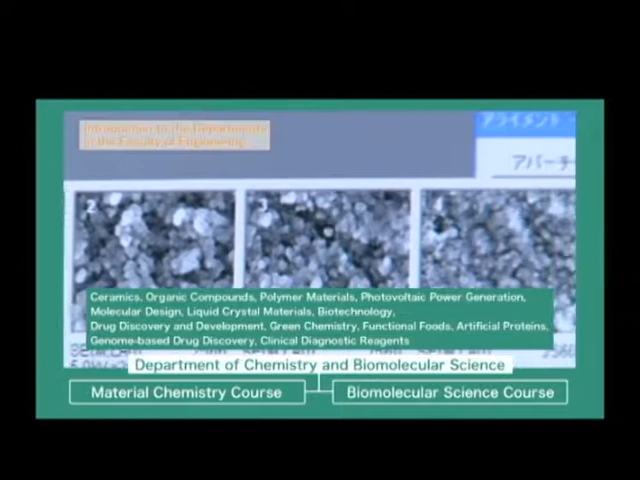 Introduction to the Departments
in the Faculty of Engineering
アライメント
アパーチ
2
3
Ceramics, Organic Compounds, Polymer Materials, Photovoltaic Power Generation,
Molecular Design, Liquid Crystal Materials, Biotechnology,
Drug Discovery and Development, Green Chemistry, Functional Foods, Artificial Proteins,
Genome-based Drug Discovery, Clinical Diagnostic Reagents
Department of Chemistry and Biomolecular Science
Material Chemistry Course
Biomolecular Science Course